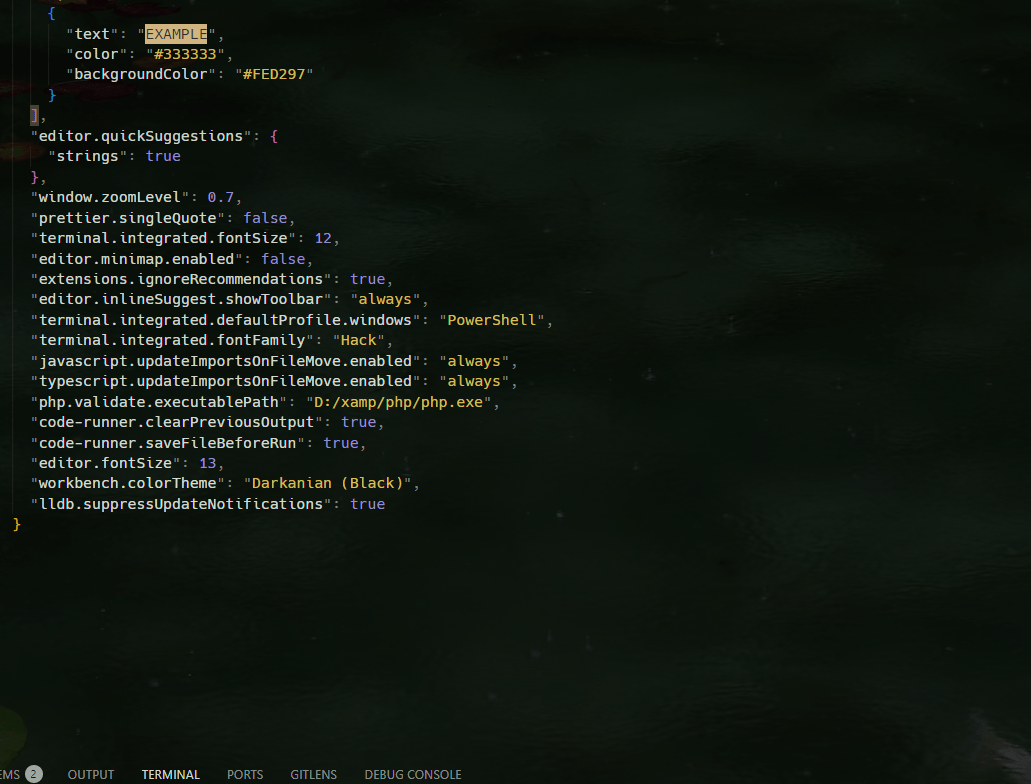 {
"text": "EXAMPLE",
"color": "#333333",
"backgroundColor": "#FED297"
}
],
"editor.quickSuggestions": {
"strings": true
},
"window.zoomLevel": 0.7,
"prettier.singleQuote": false,
"terminal.integrated.fontSize": 12,
"editor.minimap.enabled": false,
"extensions.ignoreRecommendations": true,
"editor.inlineSuggest.showToolbar": "always",
"terminal.integrated.defaultProfile.windows": "PowerShell",
"terminal.integrated.fontFamily": "Hack",
"javascript.updateImportsOnFileMove.enabled": "always",
"typescript.updateImportsOnFileMove.enabled": "always",
"php.validate.executablePath": "D:/xamp/php/php.exe",
"code-runner.clearPreviousOutput": true,
"code-runner.saveFileBeforeRun": true,
"editor.fontSize": 13,
"workbench.colorTheme": "Darkanian (Black)",
"lldb.suppressUpdateNotifications": true
}
EMS 2 OUTPUT TERMINAL PORTS GITLENS DEBUG CONSOLE